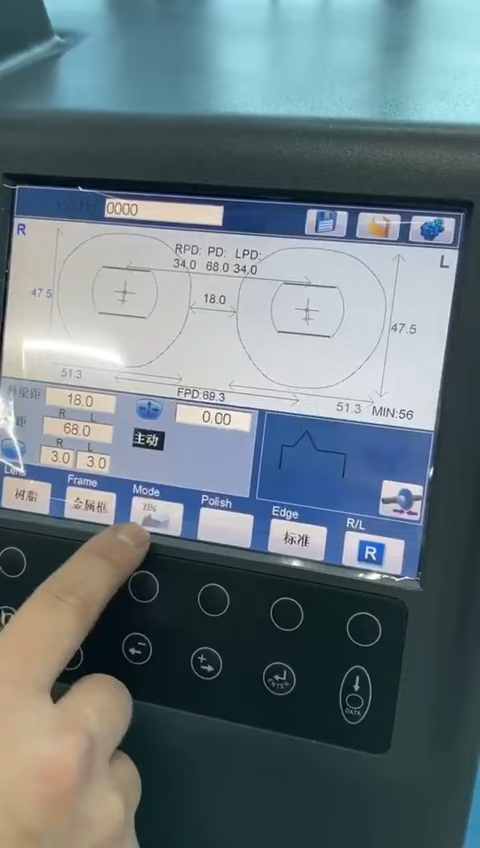 0000
R
L
RPD: PD: LPD:
34.0 68.0 34.0
47.5
18.0
47.5
51.3
FPD:69.3
51.3
MIN:56
18.0
0.00
R L
68.0
主动
R L
3.0 3.0
Lens
Frame
Mode
Polish
Edge
R/L
树脂
金属框
标准
R
ENTER
DATA